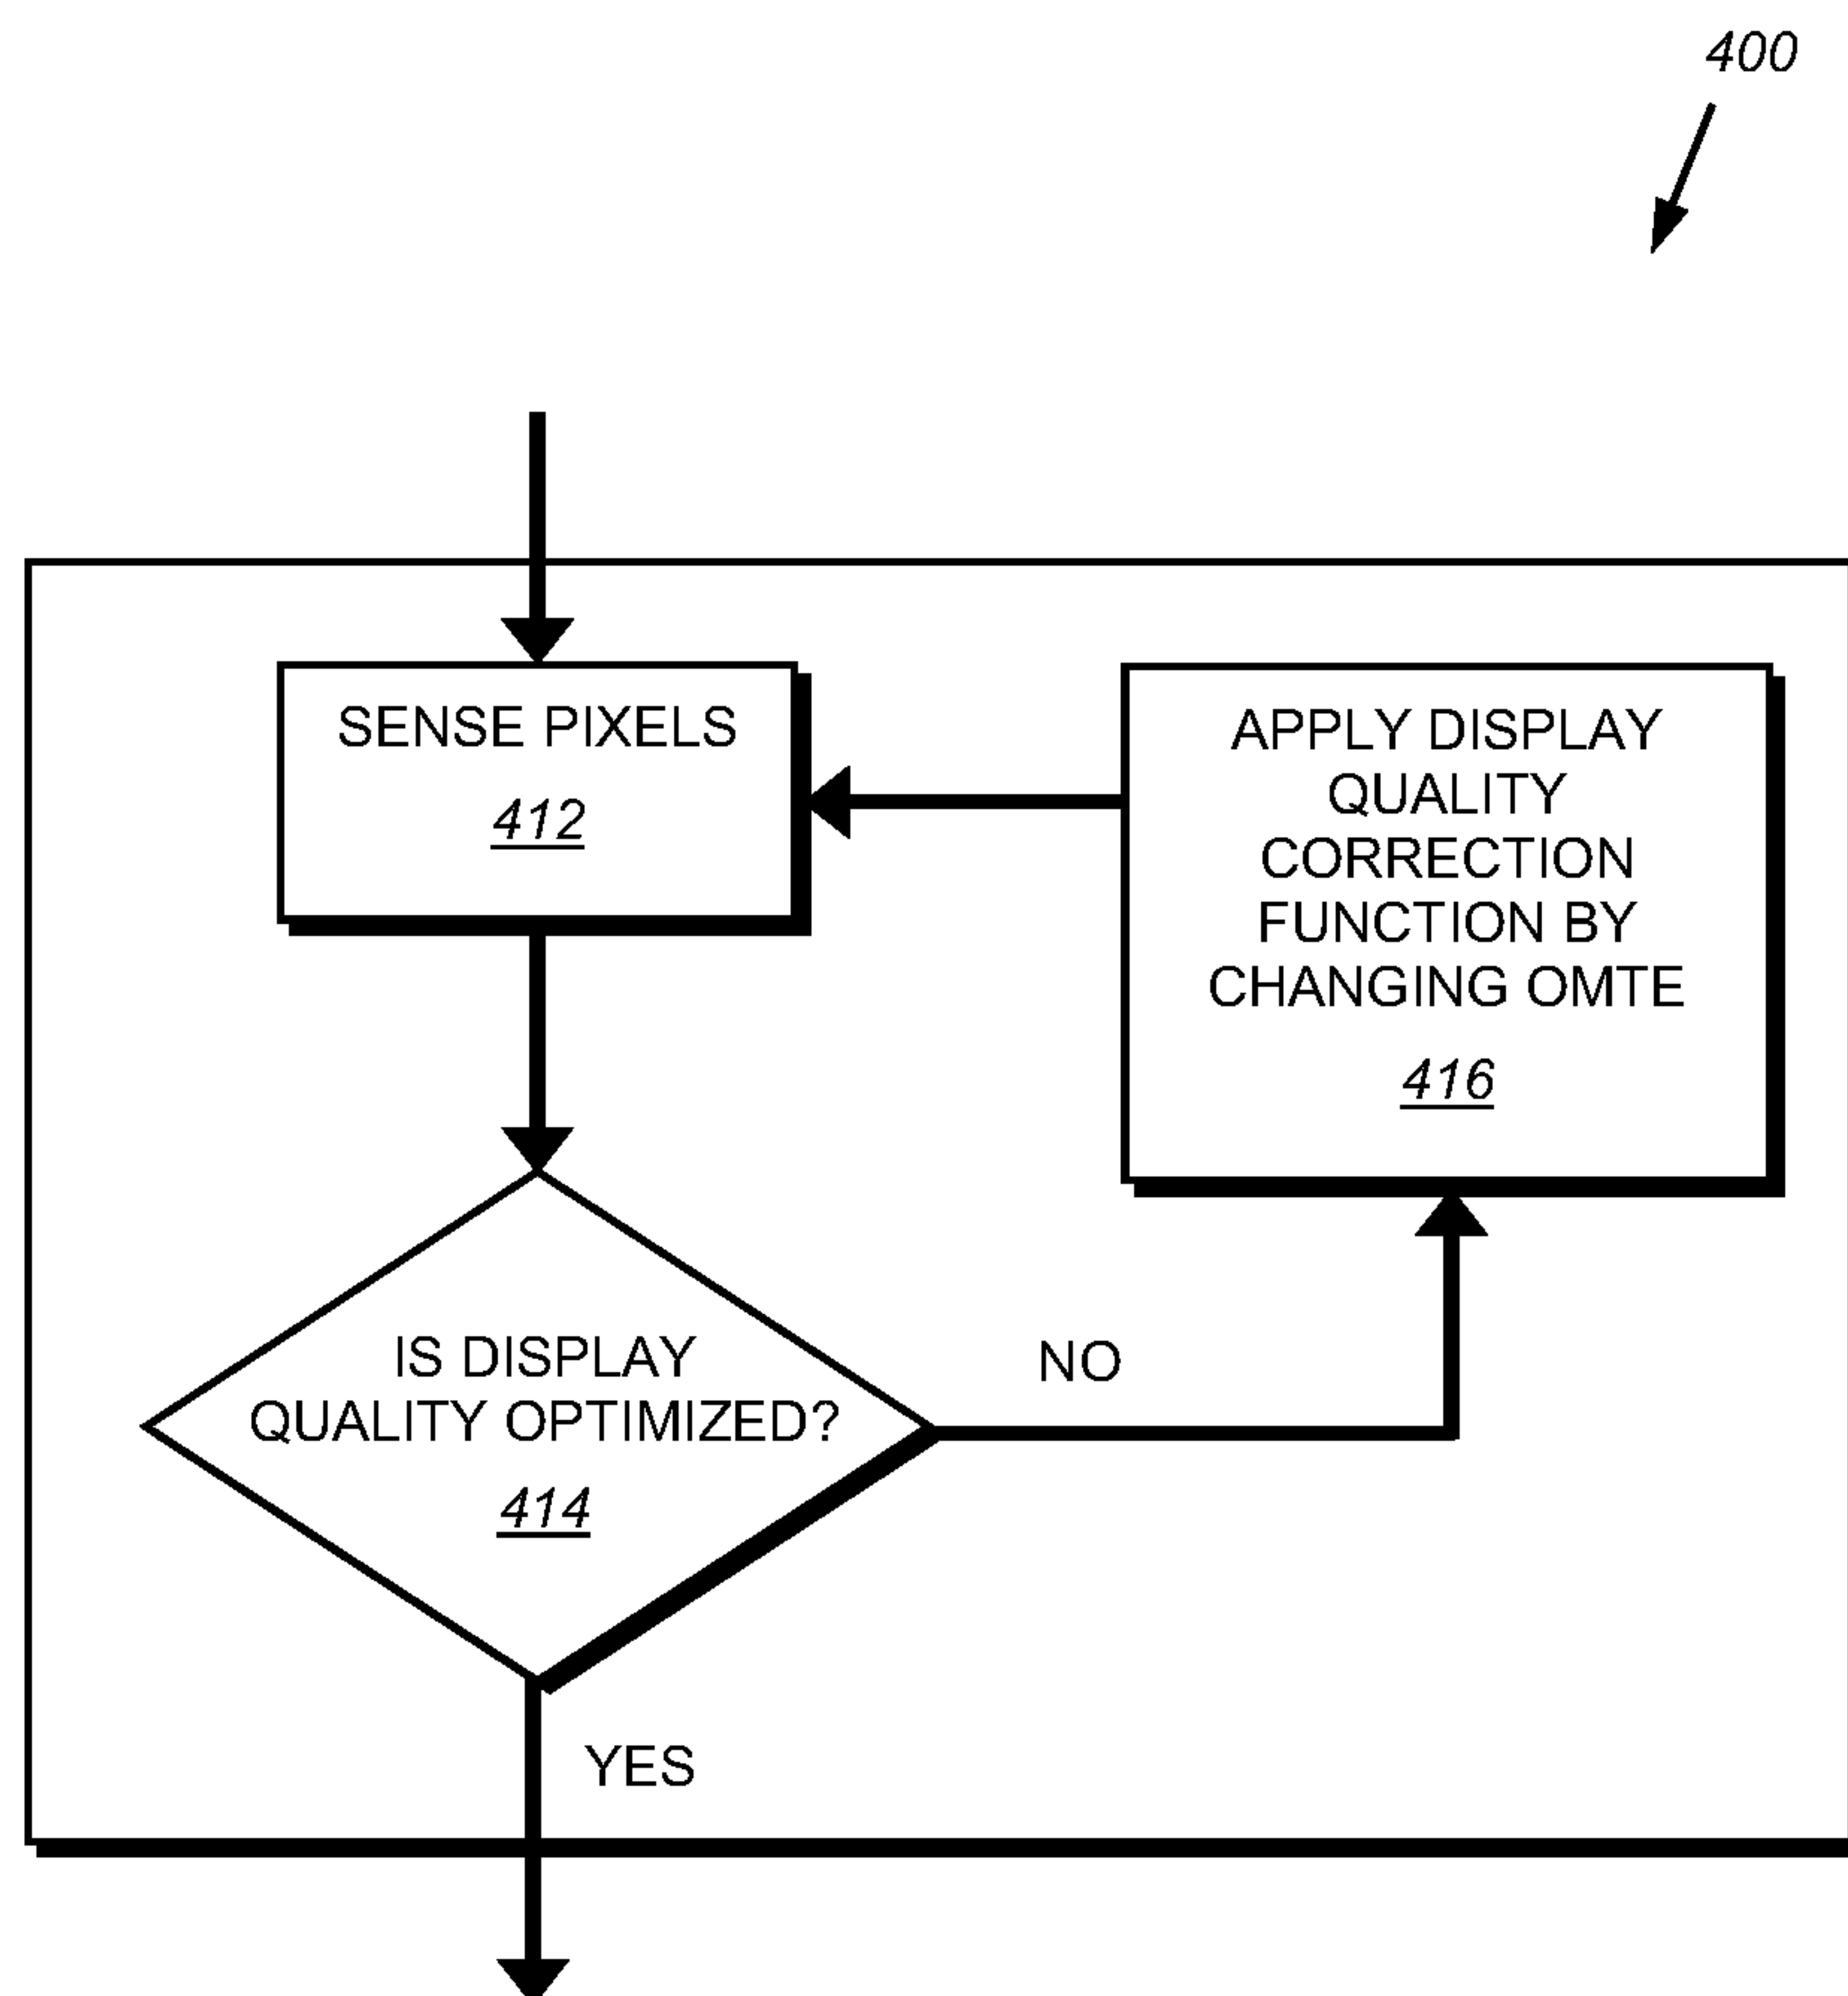 400
SENSE PIXELS
412
APPLY DISPLAY
QUALITY
CORRECTION
FUNCTION BY
CHANGING OMTE
416
IS DISPLAY
QUALITY OPTIMIZED?
414
NO
YES